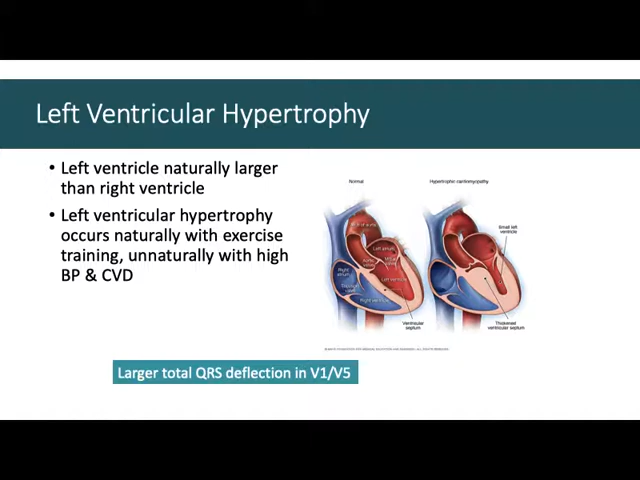 Left Ventricular Hypertrophy
• Left ventricle naturally larger
than right ventricle
• Left ventricular hypertrophy
occurs naturally with exercise
training, unnaturally with high
BP & CVD
Normal
Hypertrophic cardiomyopathy
Small left
ventricle
Left atrium
Right
atrium
Left ventricle
Right ventricle
Ventricular
septum
Thickened
ventricular septum
Larger total QRS deflection in V1/V5